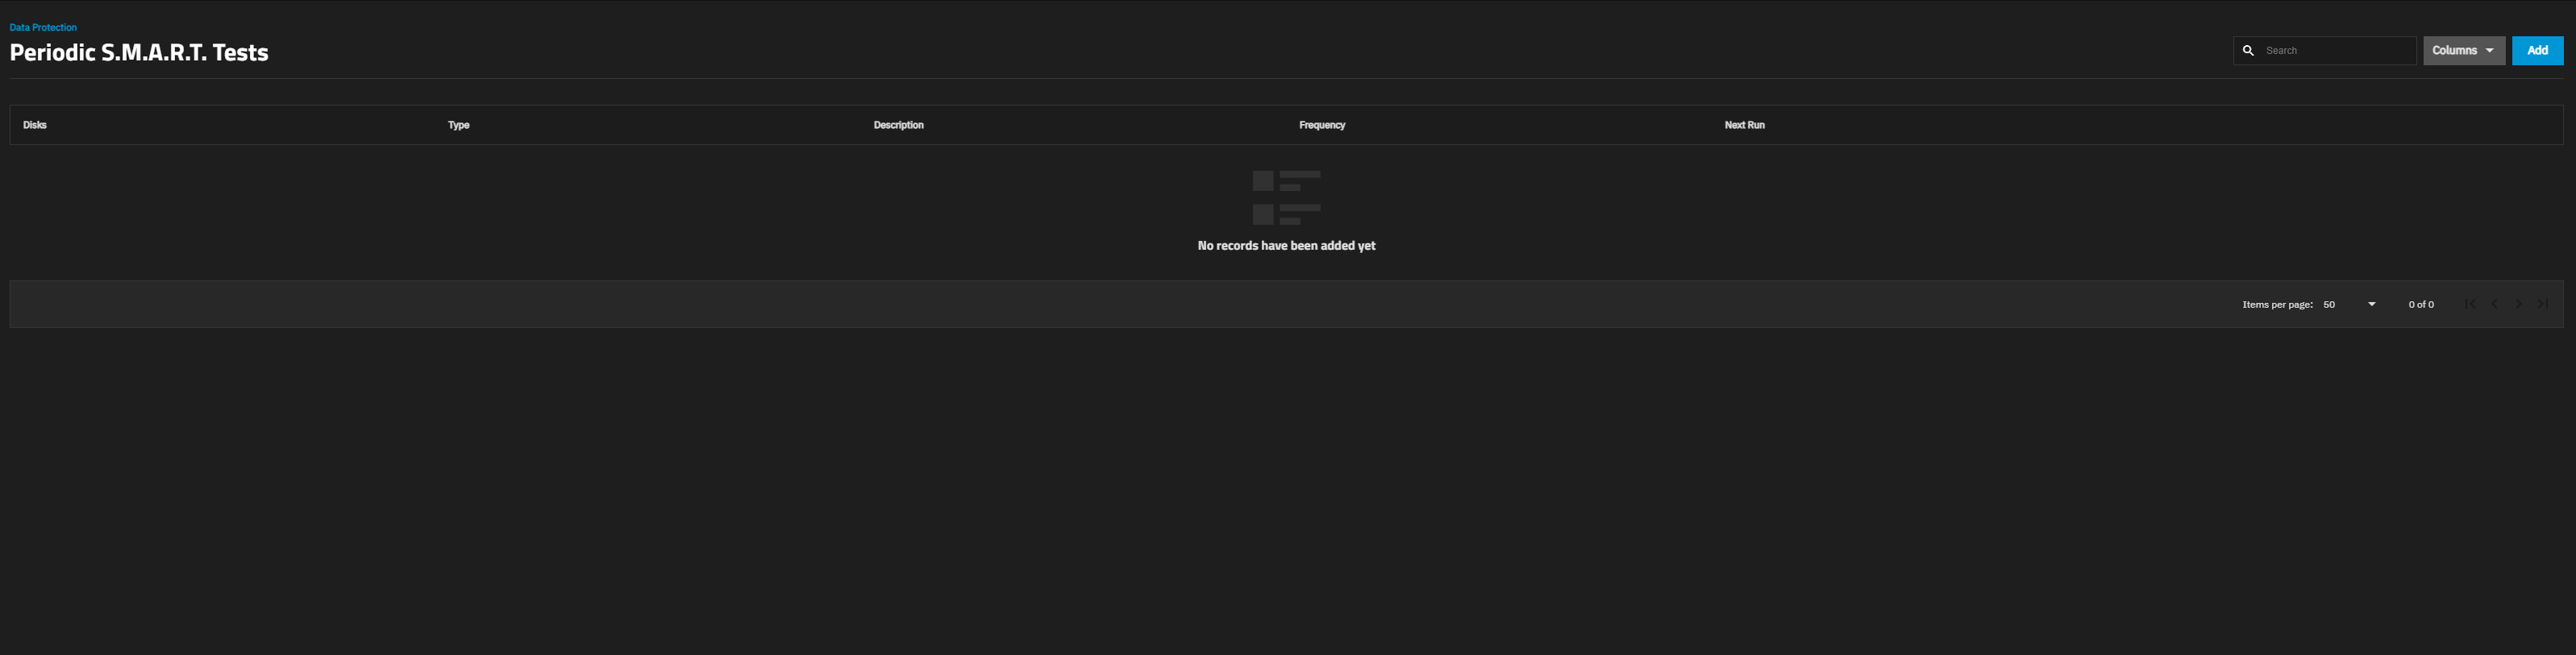 Data Protection
Periodic S.M.A.R.T. Tests
Search
Columns
Add
Disks Type Description Frequency Next Run
No records have been added yet
Items per page: 50 0 of 0